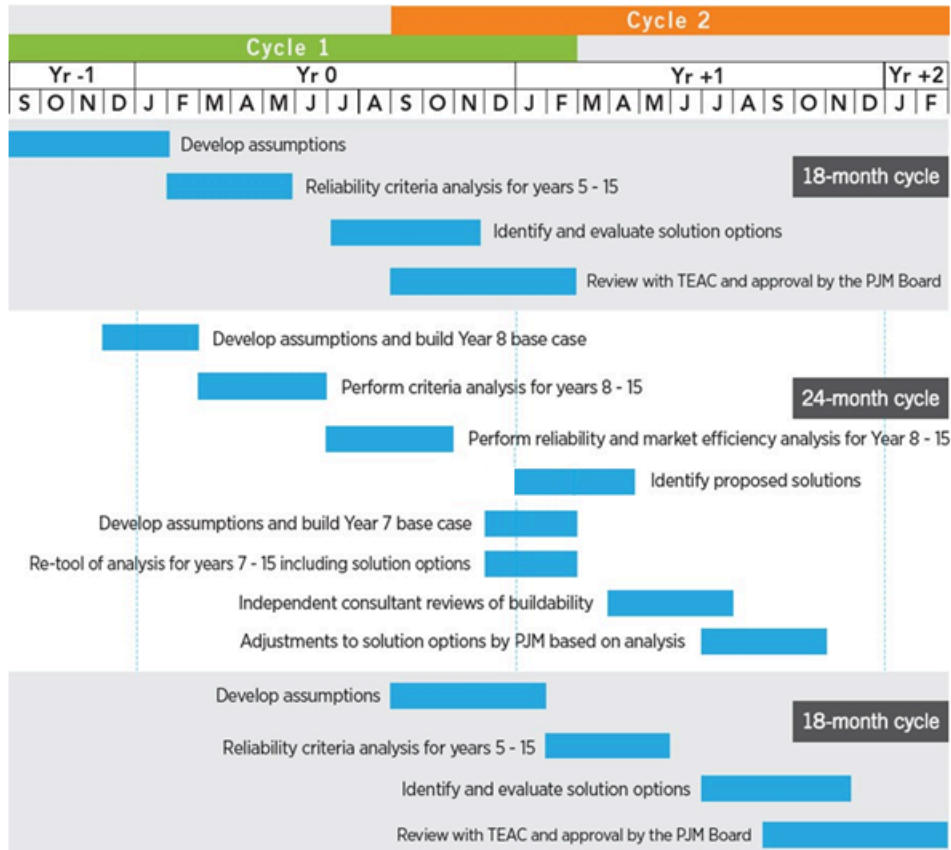 Cycle 2
Cycle 1
Yr -1 Yr 0 Yr +1 Yr +2
S O N D J F M A M J J A S O N D J F M A M J J A S O N D J F
Develop assumptions
18-month cycle
Reliability criteria analysis for years 5 - 15
Identify and evaluate solution options
Review with TEAC and approval by the PJM Board
Develop assumptions and build Year 8 base case
Perform criteria analysis for years 8 - 15
24-month cycle
Perform reliability and market efficiency analysis for Year 8 - 15
Identify proposed solutions
Develop assumptions and build Year 7 base case
Re-tool of analysis for years 7 - 15 including solution options
Independent consultant reviews of buildability
Adjustments to solution options by PJM based on analysis
Develop assumptions
18-month cycle
Reliability criteria analysis for years 5 - 15
Identify and evaluate solution options
Review with TEAC and approval by the PJM Board